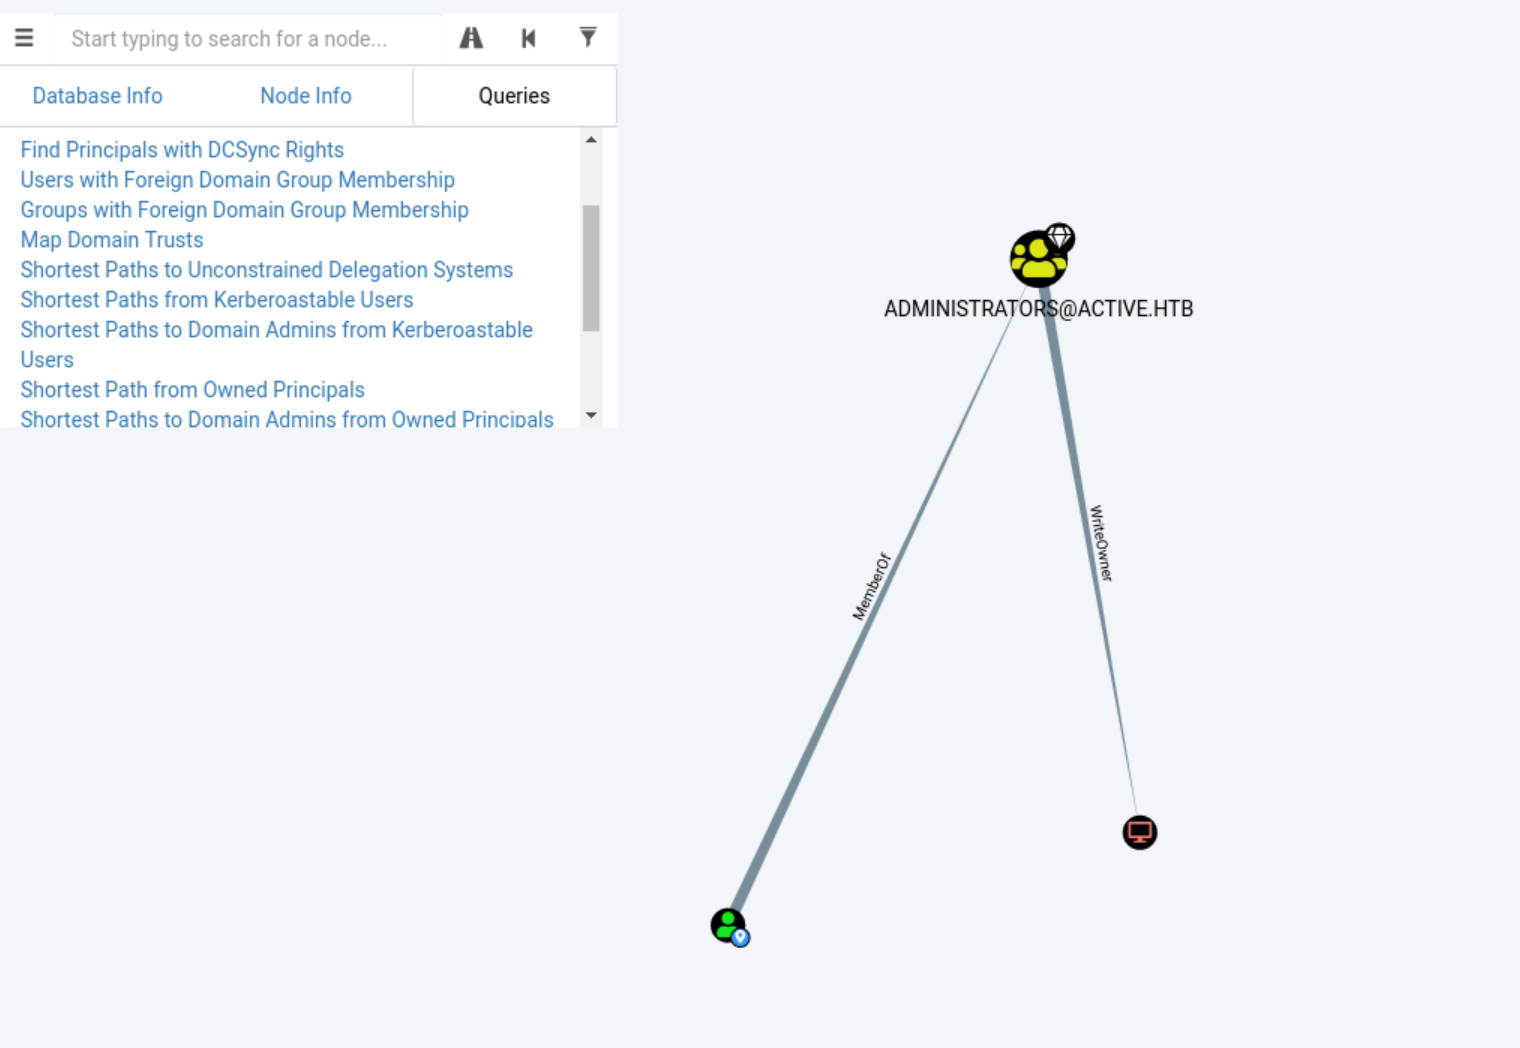 Start typing to search for a node...
Database Info
Node Info
Queries
Find Principals with DCSync Rights
Users with Foreign Domain Group Membership
Groups with Foreign Domain Group Membership
Map Domain Trusts
Shortest Paths to Unconstrained Delegation Systems
Shortest Paths from Kerberoastable Users
Shortest Paths to Domain Admins from Kerberoastable
Users
Shortest Path from Owned Principals
Shortest Paths to Domain Admins from Owned Principals
ADMINISTRATORS@ACTIVE.HTB
WriteOwner
MemberOf